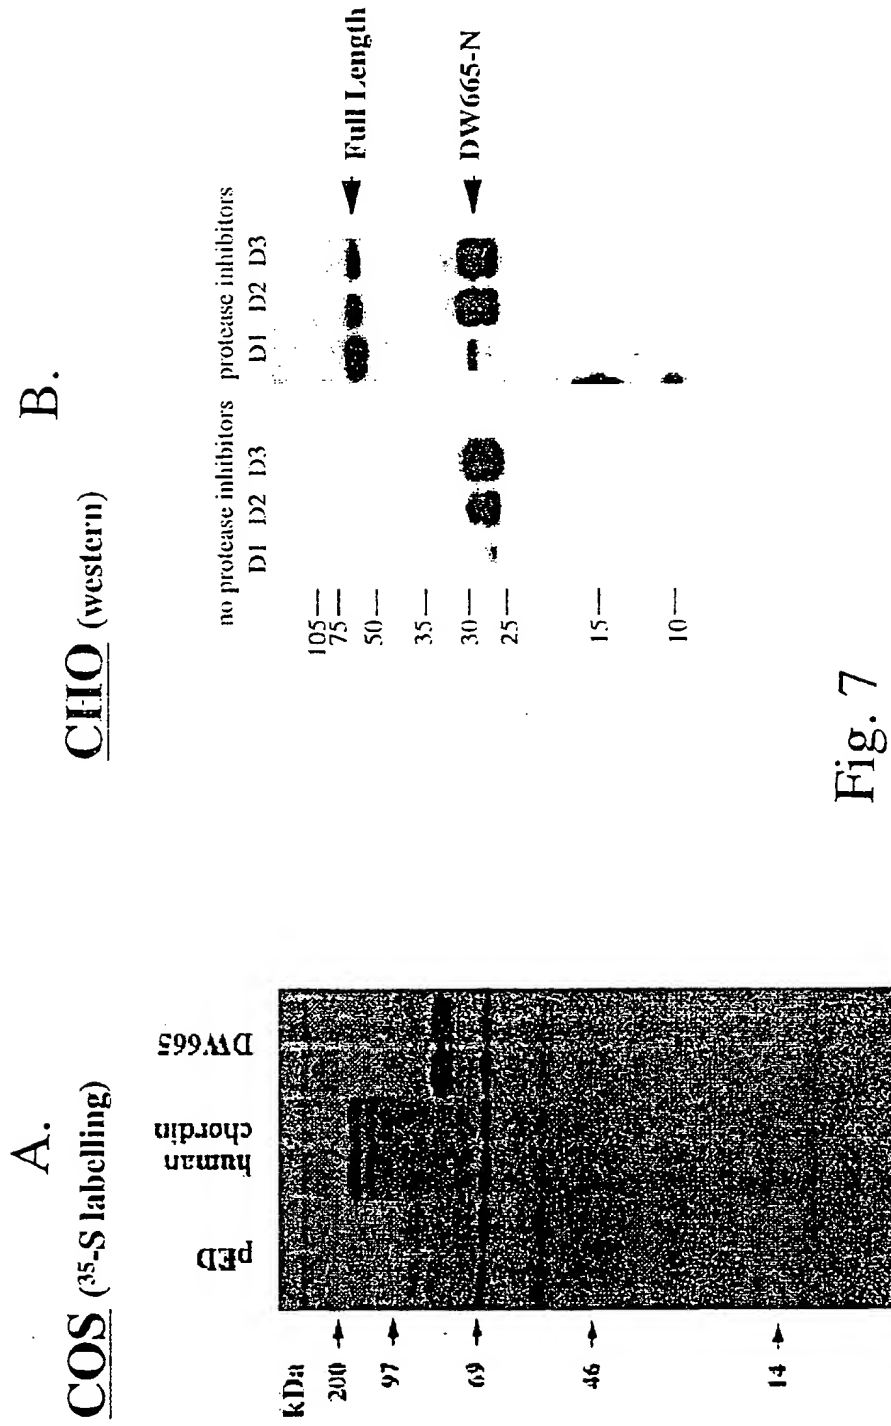 A.
COS (³⁵-S labelling)
kDa
200
97
69
46
14
pED
human
chordin
DW665
B.
CHO (western)
no protease inhibitors
protease inhibitors
D1 D2 D3
D1 D2 D3
105
75
50
35
30
25
15
10
Full Length
DW665-N
Fig. 7